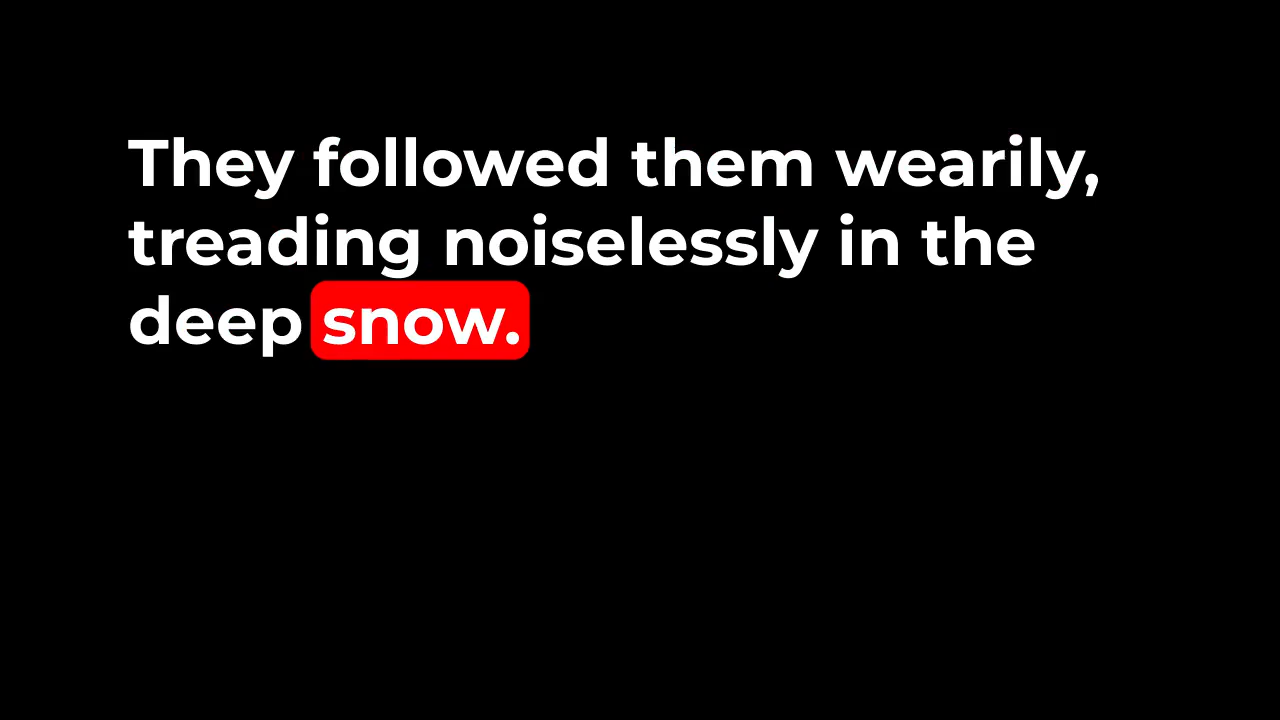 They followed them wearily,
treading noiselessly in the
deep snow.